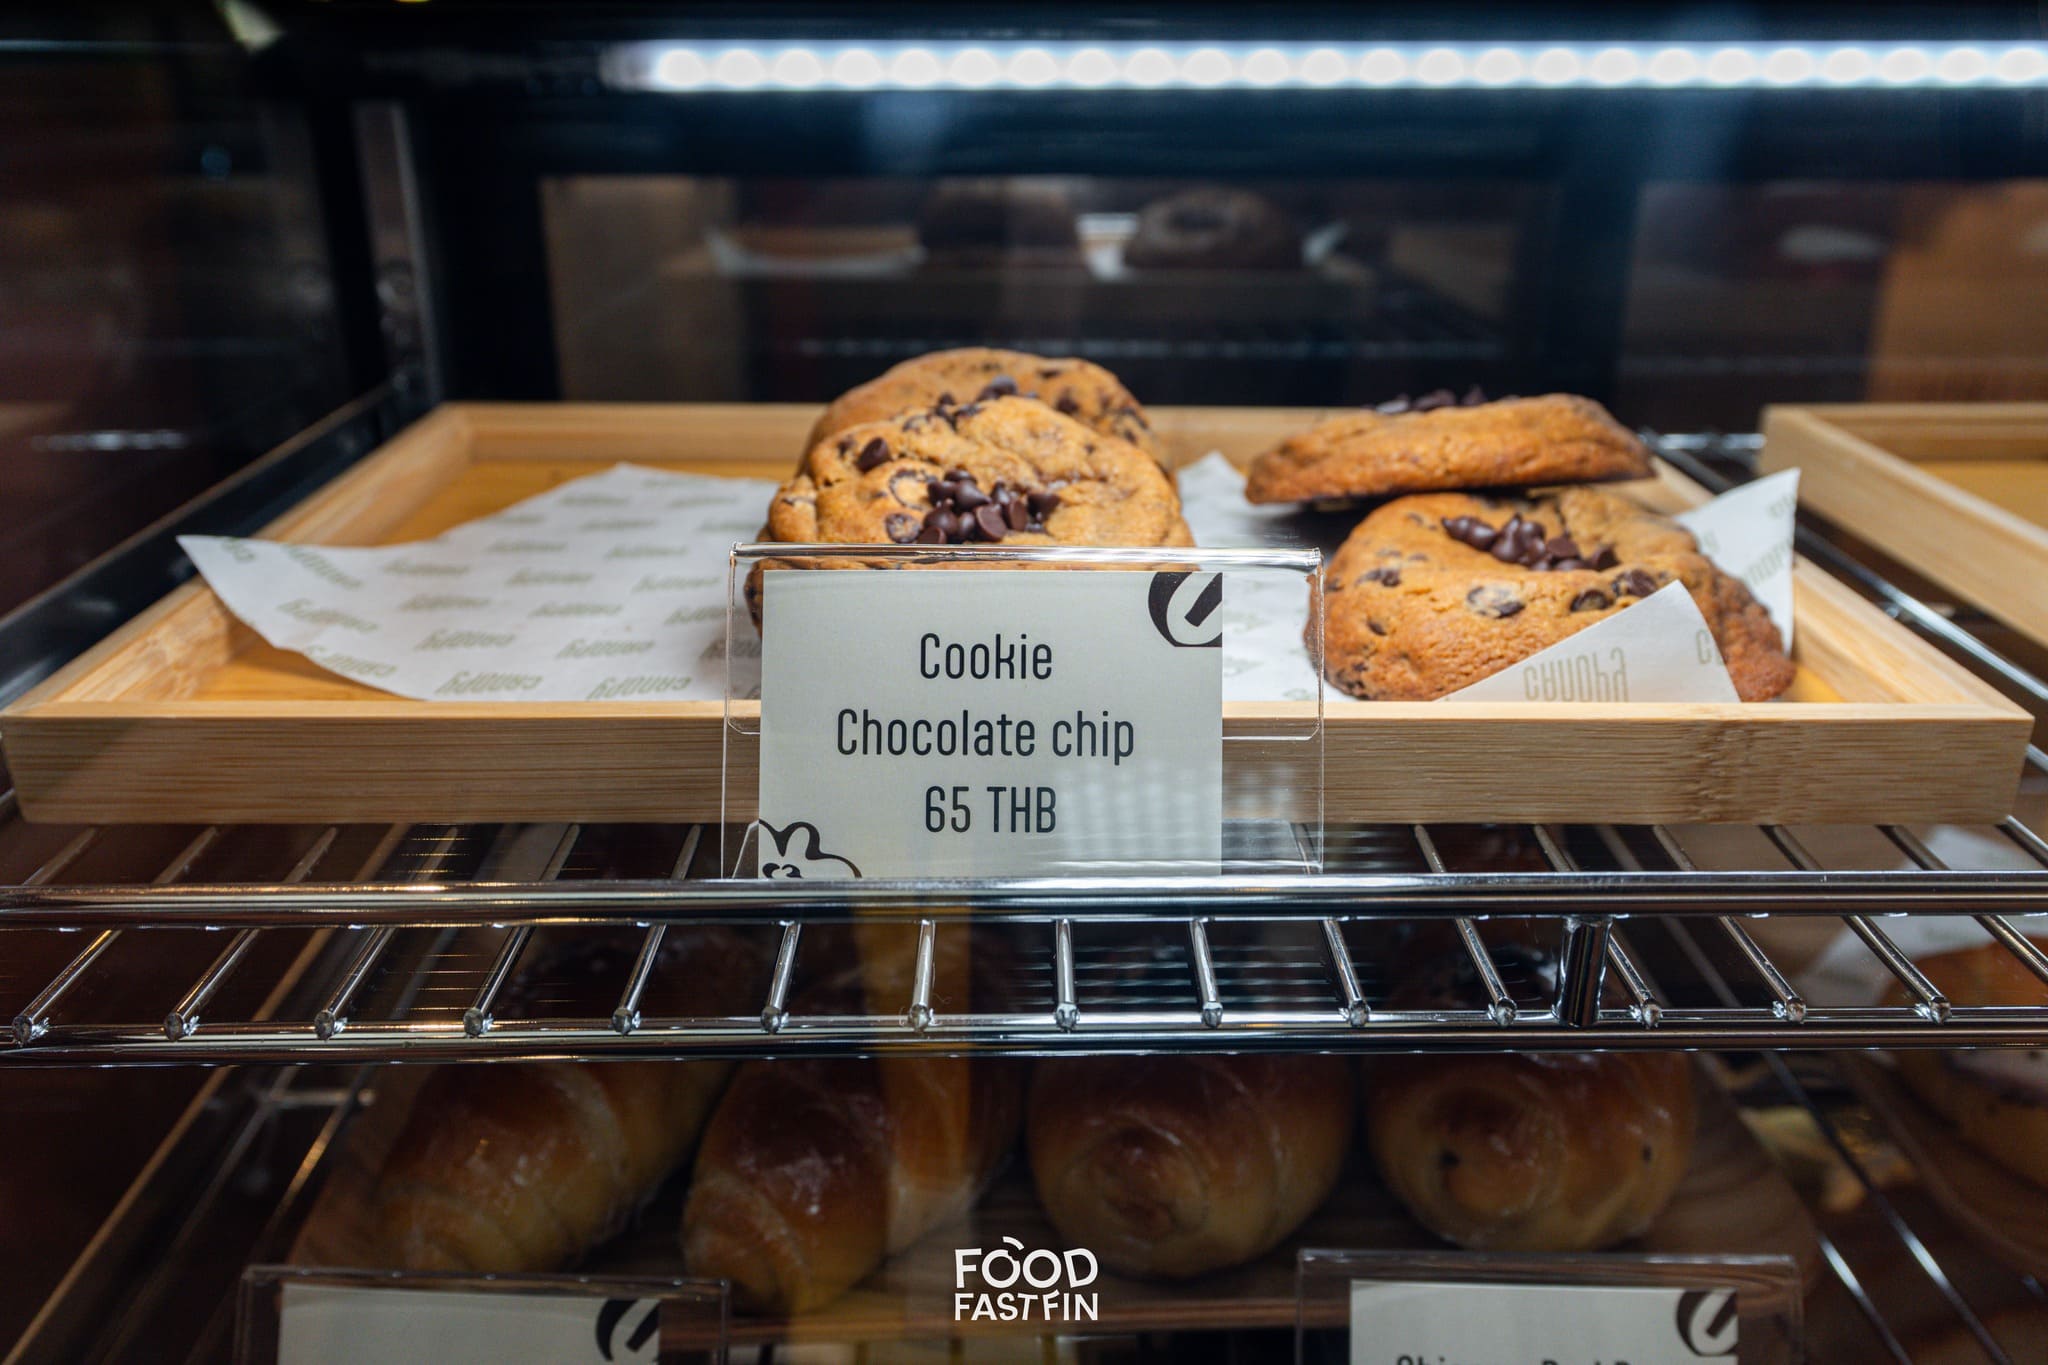 Cookie
Chocolate chip
65 THB
FOOD
FASTFIN